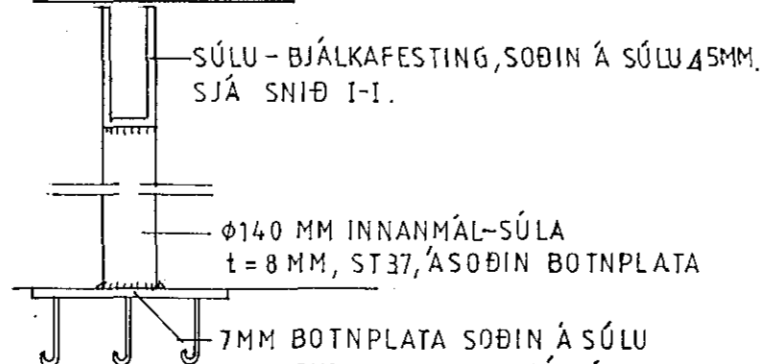 SÚLU - BJÁLKAFESTING, SOÐIN Á SÚLU ⊿5MM.
SJÁ SNIÐ I-I.
φ140 MM INNANMÁL-SÚLA
t = 8 MM, ST37, ÁSOÐIN BOTNPLATA
7MM BOTNPLATA SOÐIN Á SÚLU